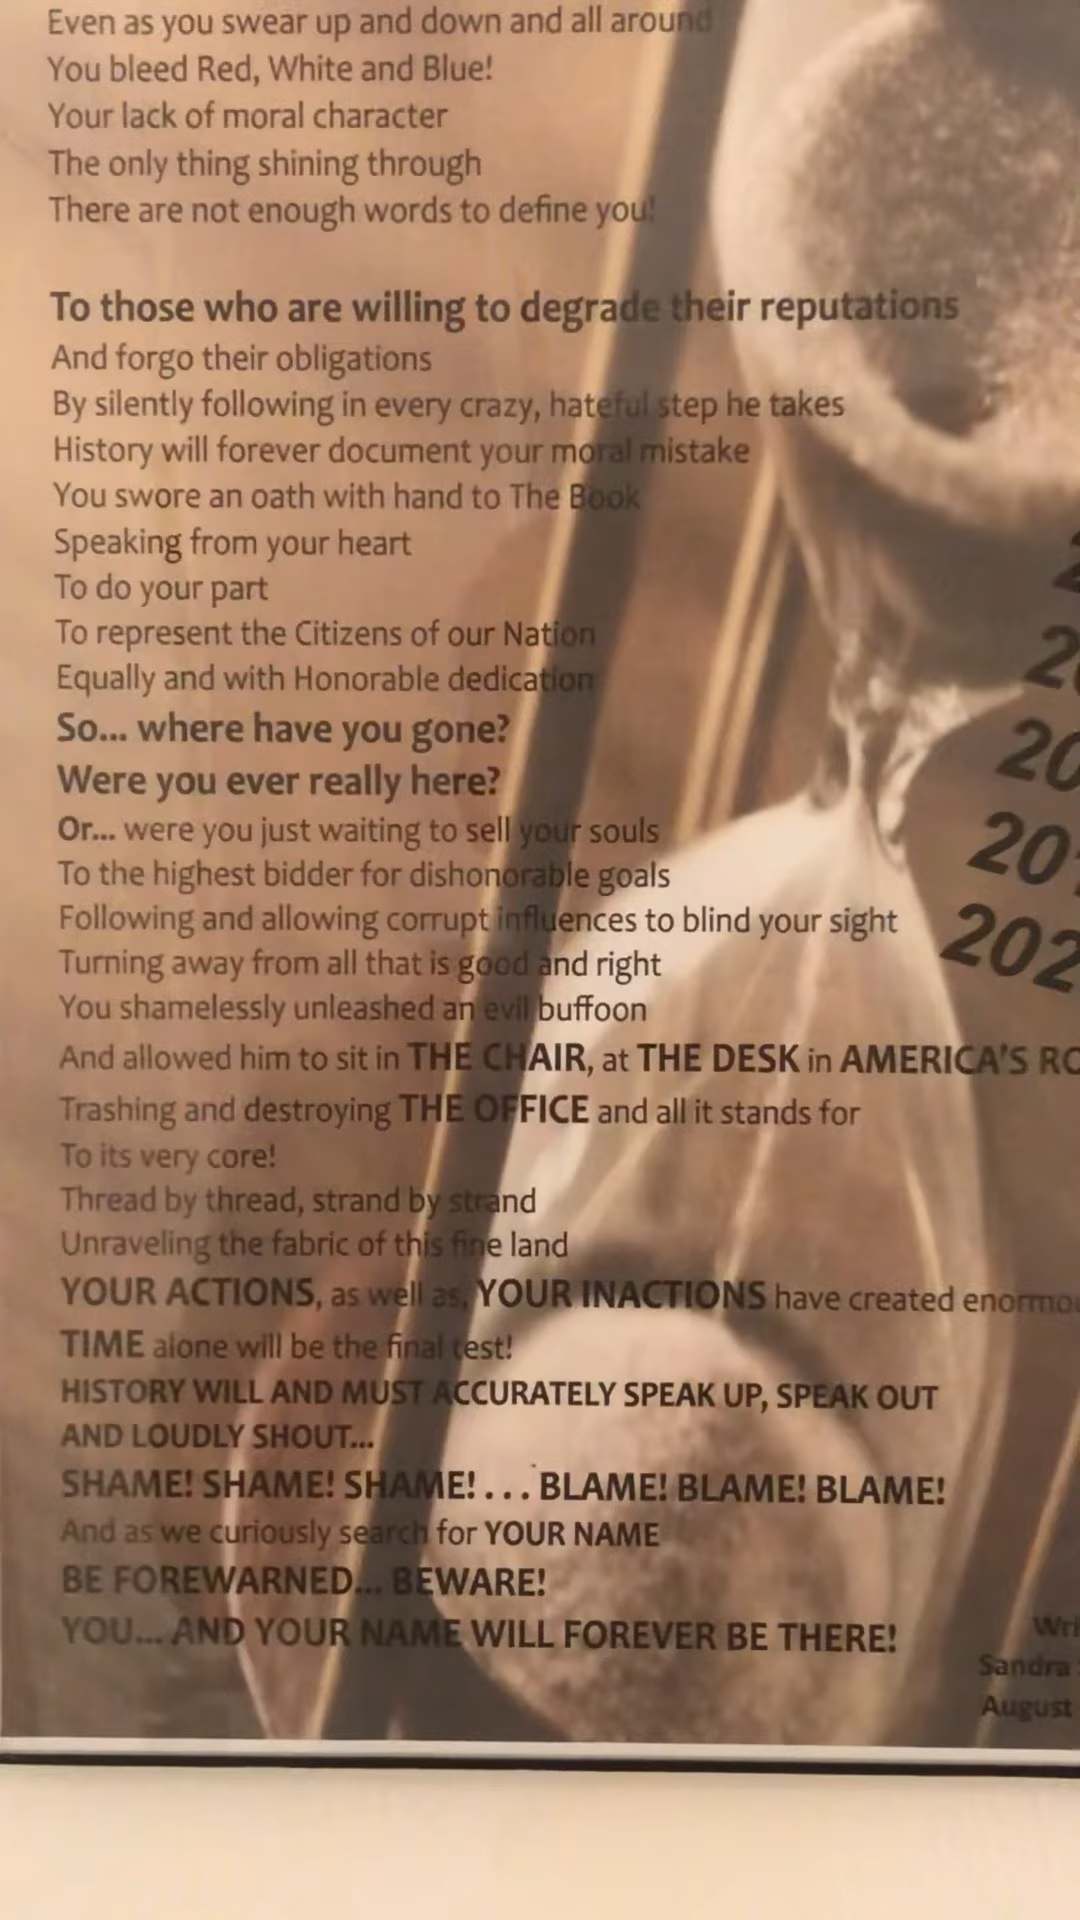 Even as you swear up and down and all around
You bleed Red, White and Blue!
Your lack of moral character
The only thing shining through
There are not enough words to define you!
To those who are willing to degrade their reputations
And forgo their obligations
By silently following in every crazy, hateful step he takes
History will forever document your moral mistake
You swore an oath with hand to The Book
Speaking from your heart
To do your part
To represent the Citizens of our Nation
Equally and with Honorable dedication
So... where have you gone?
Were you ever really here?
Or... were you just waiting to sell your souls
To the highest bidder for dishonorable goals
Following and allowing corrupt influences to blind your sight
Turning away from all that is good and right
You shamelessly unleashed an evil buffoon
And allowed him to sit in THE CHAIR, at THE DESK in AMERICA'S
Trashing and destroying THE OFFICE and all it stands for
To its very core!
Thread by thread, strand by strand
Unraveling the fabric of this fine land
YOUR ACTIONS, as well as, YOUR INACTIONS have created
TIME alone will be the final test!
HISTORY WILL AND MUST ACCURATELY SPEAK UP, SPEAK OUT
AND LOUDLY SHOUT...
SHAME! SHAME! SHAME! . . . BLAME! BLAME! BLAME!
And as we curiously search for YOUR NAME
BE FOREWARNED... BEWARE!
YOU... AND YOUR NAME WILL FOREVER BE THERE!
Sandra
August